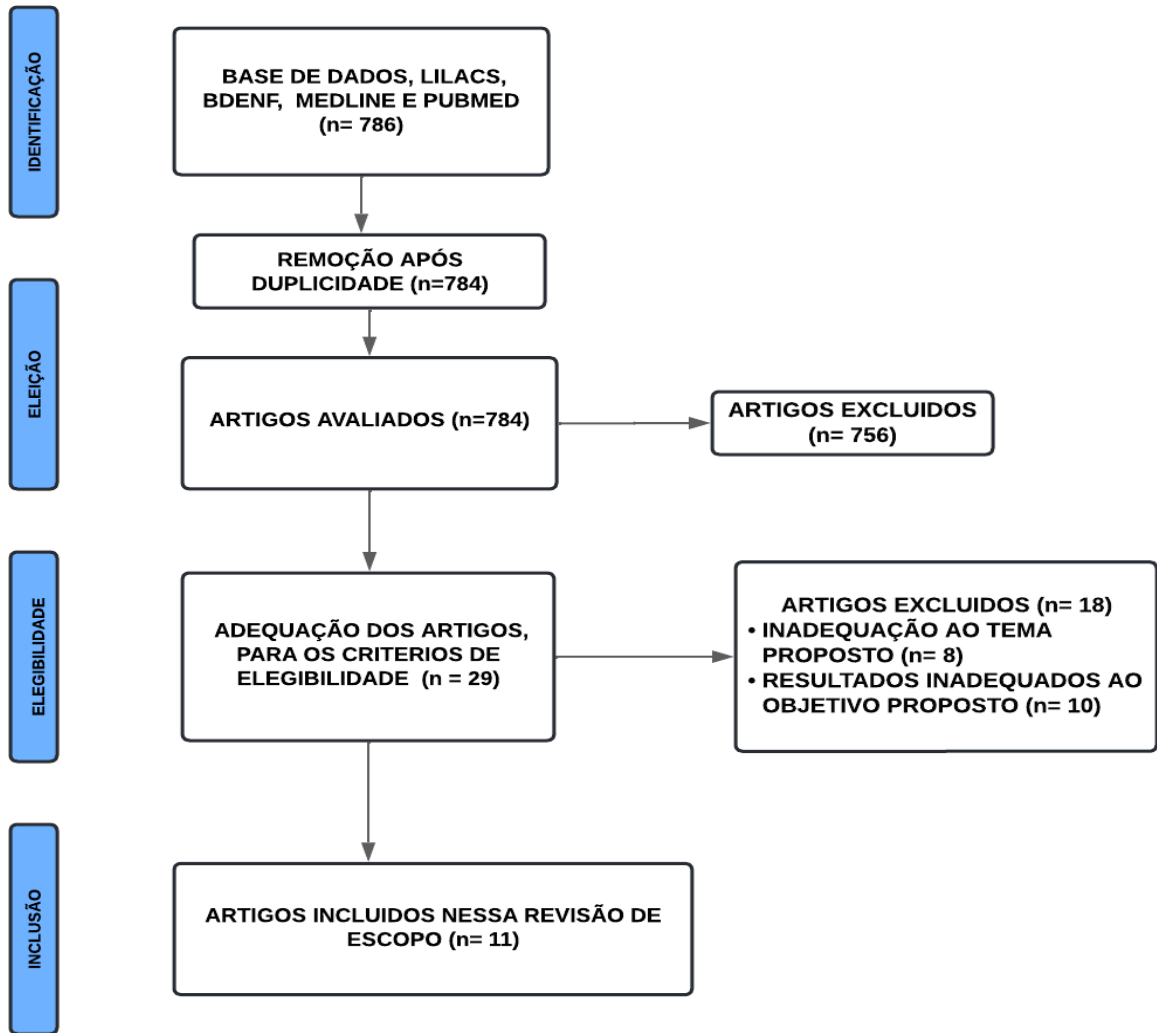 IDENTIFICAÇÃO
BASE DE DADOS, LILACS,
BDENF, MEDLINE E PUBMED
(n= 786)
REMOÇÃO APÓS
DUPLICIDADE (n=784)
ELEIÇÃO
ARTIGOS AVALIADOS (n=784)
ARTIGOS EXCLUIDOS
(n= 756)
ELEGIBILIDADE
ADEQUAÇÃO DOS ARTIGOS,
PARA OS CRITERIOS DE
ELEGIBILIDADE (n = 29)
ARTIGOS EXCLUIDOS (n= 18)
• INADEQUAÇÃO AO TEMA
PROPOSTO (n= 8)
• RESULTADOS INADEQUADOS AO
OBJETIVO PROPOSTO (n= 10)
INCLUSÃO
ARTIGOS INCLUIDOS NESSA REVISÃO DE
ESCOPO (n= 11)